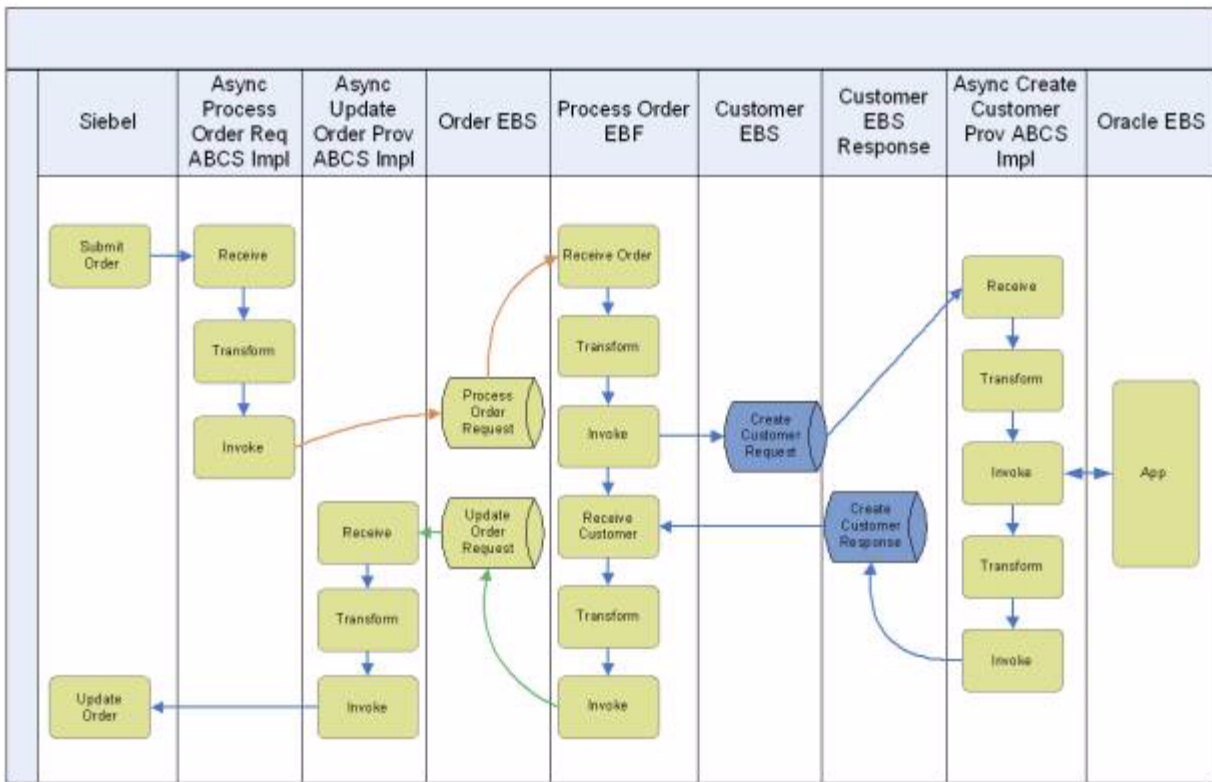 Siebel
Async
Process
Order Req
ABCS Impl
Async
Update
Order Prov
ABCS Impl
Order EBS
Process Order
EBF
Customer
EBS
Customer
EBS
Response
Async Create
Customer
Prov ABCS
Impl
Oracle EBS
Submit
Order
Receive
Transform
Invoke
Process
Order
Request
Receive Order
Transform
Invoke
Create
Customer
Request
Receive
Transform
Invoke
App
Create
Customer
Response
Transform
Invoke
Receive
Customer
Transform
Invoke
Update
Order
Request
Receive
Transform
Invoke
Update
Order